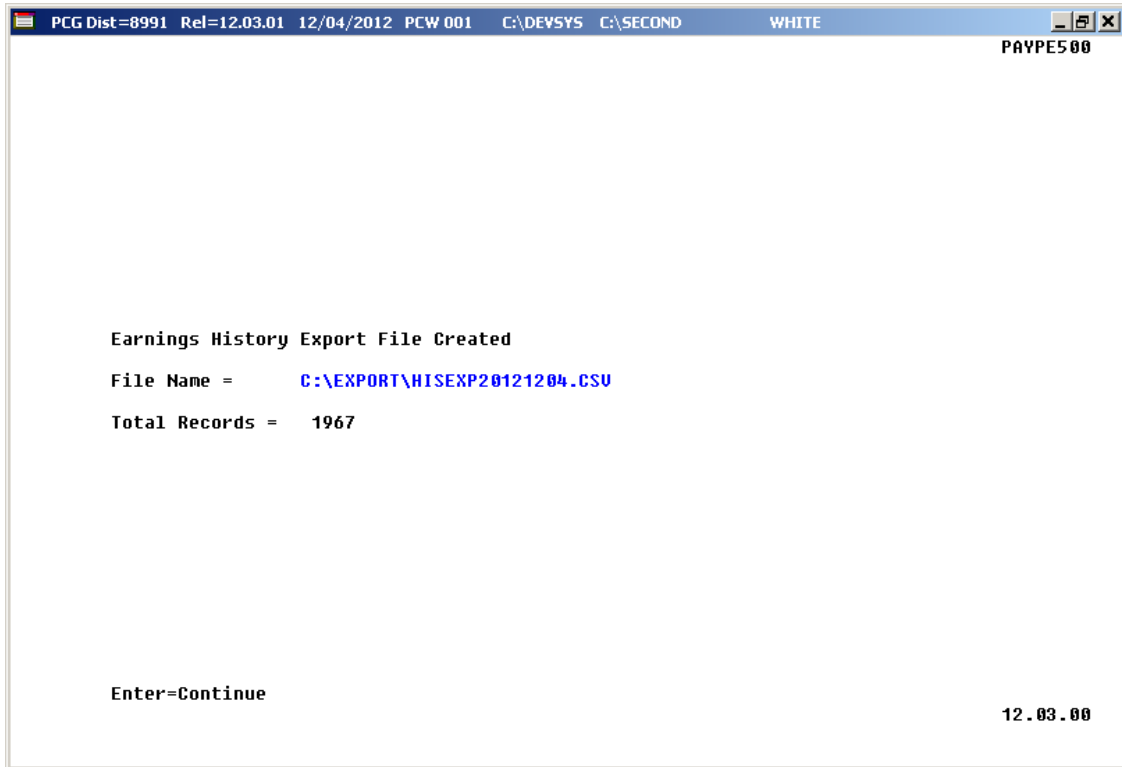 PCG Dist=8991 Rel=12.03.01 12/04/2012 PCW 001 C:\DEVSYS C:\SECOND WHITE
PAYPE500
Earnings History Export File Created
File Name = C:\EXPORT\HISEXP20121204.CSV
Total Records = 1967
Enter=Continue
12.03.00